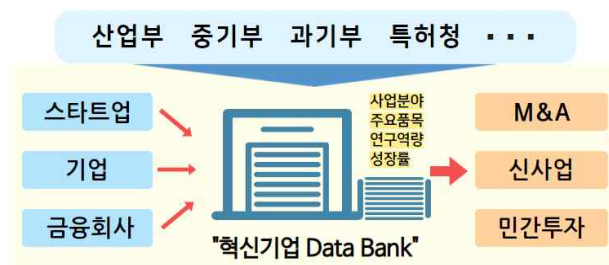 산업부 중기부 과기부 특허청 ···
스타트업
기업
금융회사
사업분야
주요품목
연구역량
성장률
"혁신기업 Data Bank"
M&A
신사업
민간투자